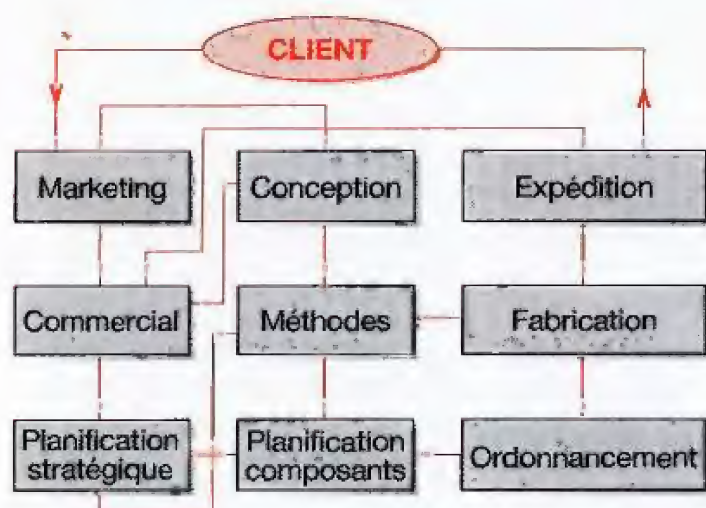 CLIENT
Marketing
Conception
Expédition
Commercial
Méthodes
Fabrication
Planification
stratégique
Planification
composants
Ordonnancement